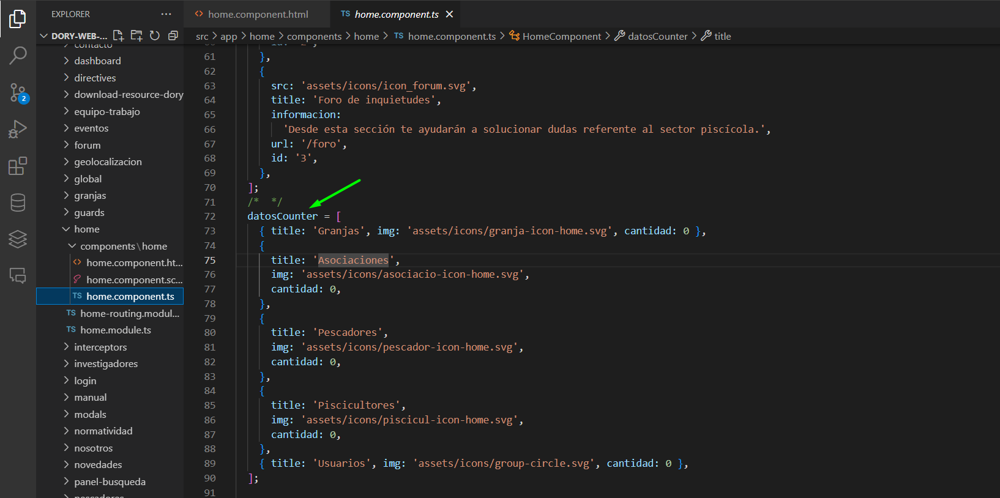 EXPLORER
DORY-WEB-...
contacto
dashboard
directives
download-resource-dory
equipo-trabajo
eventos
forum
geolocalizacion
global
granjas
guards
home
components\home
home.component.ht...
home.component.sc...
TS home.component.ts
TS home-routing.modul...
TS home.module.ts
interceptors
investigadores
login
manual
modals
normatividad
nosotros
novedades
panel-busqueda
pescadores
2
home.component.html
TS home.component.ts
src > app > home > components > home > TS home.component.ts > HomeComponent > datosCounter > title
60 id: '2',
61 },
62 {
63 src: 'assets/icons/icon_forum.svg',
64 title: 'Foro de inquietudes',
65 informacion:
66 'Desde esta sección te ayudarán a solucionar dudas referente al sector piscícola.',
67 url: '/foro',
68 id: '3',
69 },
70 ];
71 /*  */
72 datosCounter = [
73 { title: 'Granjas', img: 'assets/icons/granja-icon-home.svg', cantidad: 0 },
74 {
75 title: 'Asociaciones',
76 img: 'assets/icons/asociacio-icon-home.svg',
77 cantidad: 0,
78 },
79 {
80 title: 'Pescadores',
81 img: 'assets/icons/pescador-icon-home.svg',
82 cantidad: 0,
83 },
84 {
85 title: 'Piscicultores',
86 img: 'assets/icons/piscicul-icon-home.svg',
87 cantidad: 0,
88 },
89 { title: 'Usuarios', img: 'assets/icons/group-circle.svg', cantidad: 0 },
90 ];
91